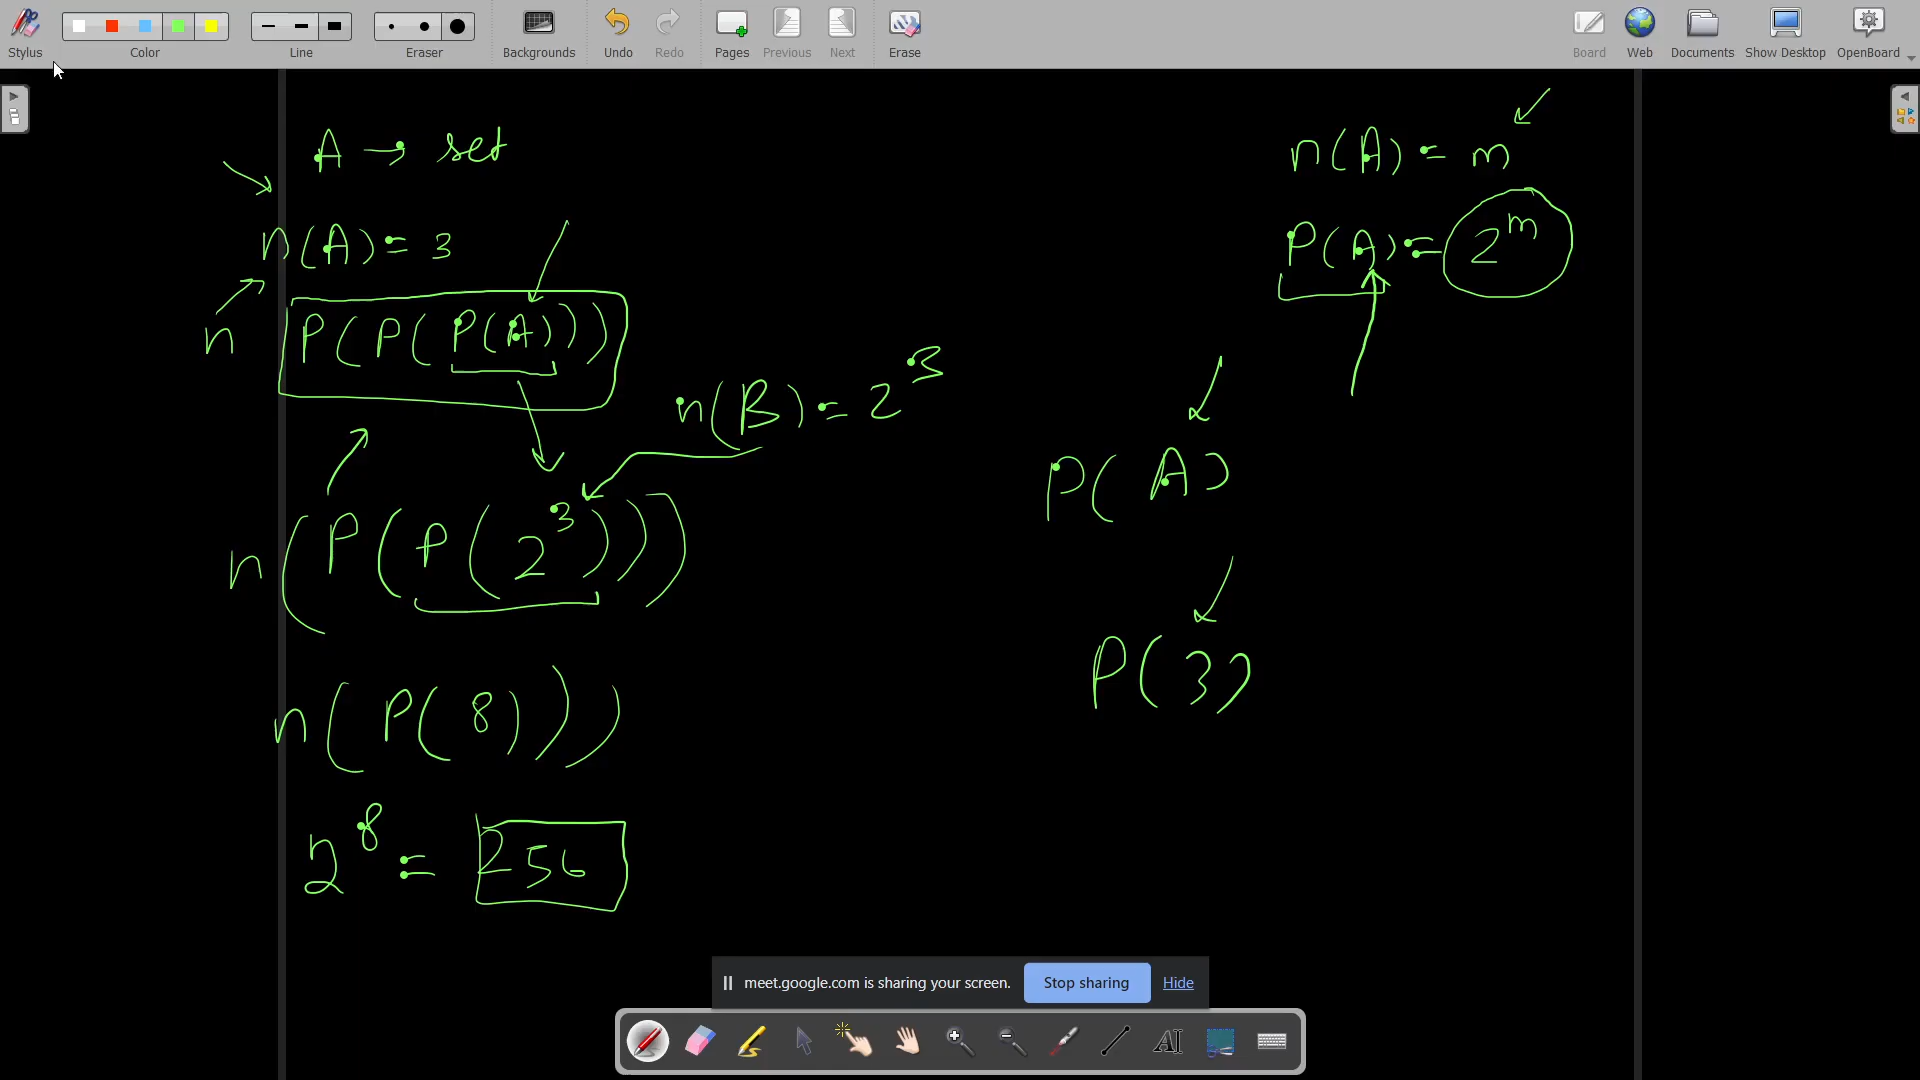 Stylus Color Line Eraser Backgrounds Undo Redo Pages Previous Next Erase Board Web Documents Show Desktop OpenBoard
A → set
n(A) = 3
n P(P(P(A)))
n(B) = 2^3
n(P(P(2^3)))
n(P(8)))
2^8 = 256
n(A) = m
P(A) = 2^m
P(A)
P(3)
meet.google.com is sharing your screen. Stop sharing Hide
AI